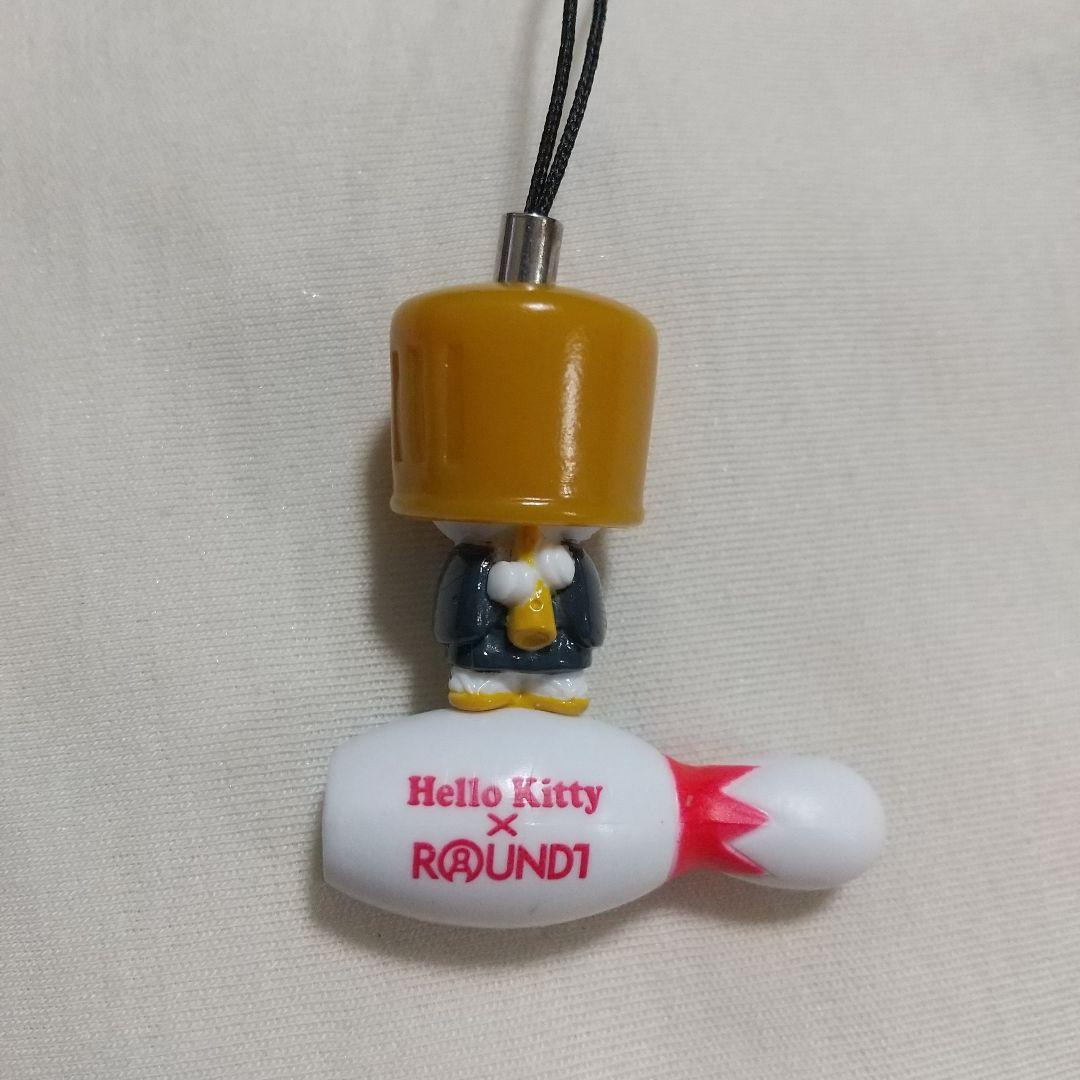 Hello Kitty
×
ROUND1